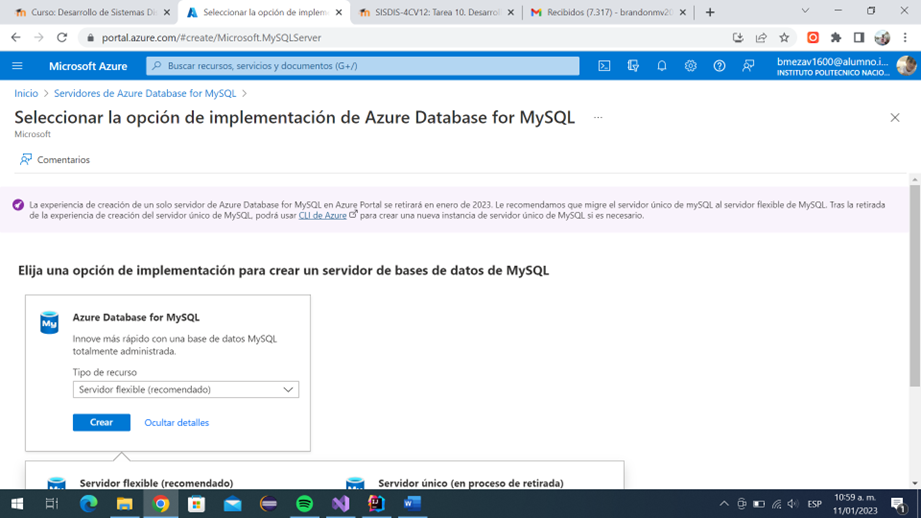 Curso: Desarrollo de Sistemas Di
Seleccionar la opción de implem
SISDIS-4CV12: Tarea 10. Desarrol
Recibidos (7.317) - brandonmv20
portal.azure.com/#create/Microsoft.MySQLServer
Microsoft Azure
Buscar recursos, servicios y documentos (G+/)
bmezav1600@alumno.i...
INSTITUTO POLITECNICO NACIO...
Inicio > Servidores de Azure Database for MySQL >
Seleccionar la opción de implementación de Azure Database for MySQL ...
Microsoft
Comentarios
La experiencia de creación de un solo servidor de Azure Database for MySQL en Azure Portal se retirará en enero de 2023. Le recomendamos que migre el servidor único de mySQL al servidor flexible de MySQL. Tras la retirada
de la experiencia de creación del servidor único de MySQL, podrá usar CLI de Azure para crear una nueva instancia de servidor único de MySQL si es necesario.
Elija una opción de implementación para crear un servidor de bases de datos de MySQL
My
Azure Database for MySQL
Innove más rápido con una base de datos MySQL
totalmente administrada.
Tipo de recurso
Servidor flexible (recomendado)
Crear
Ocultar detalles
Servidor flexible (recomendado)
Servidor único (en proceso de retirada)
ESP
10:59 a. m.
11/01/2023
1